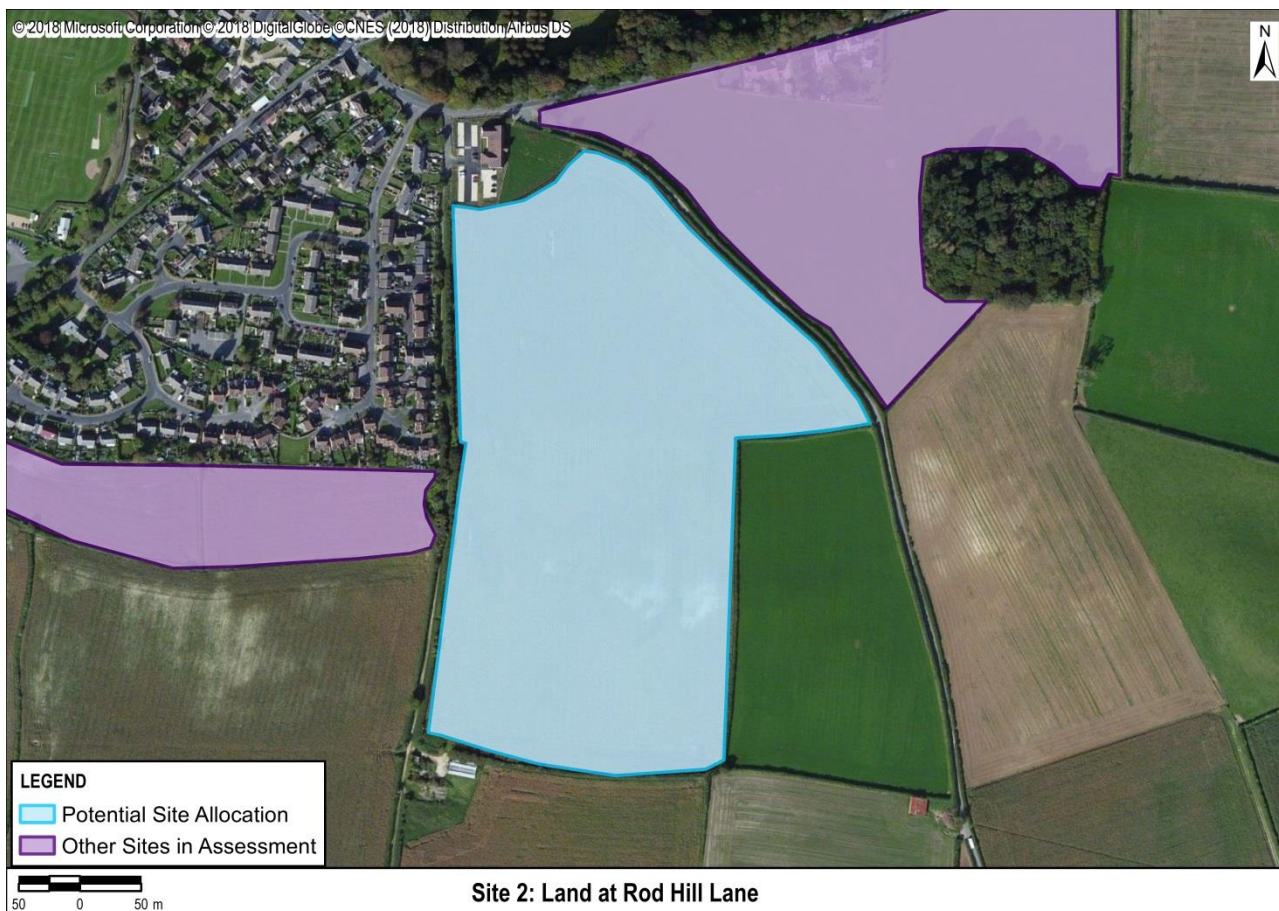 © 2018 Microsoft Corporation © 2018 DigitalGlobe ©CNES (2018) Distribution Airbus DS
N
LEGEND
Potential Site Allocation
Other Sites in Assessment
50 0 50 m
Site 2: Land at Rod Hill Lane